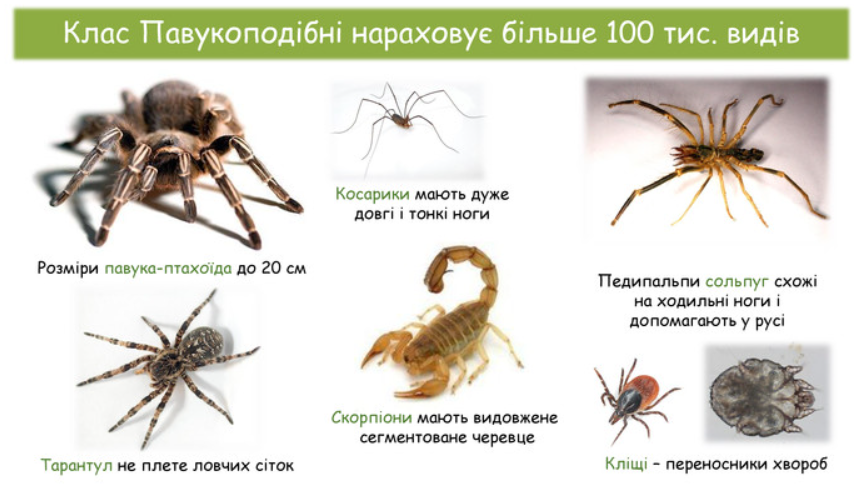 Клас Павукоподібні нараховує більше 100 тис. видів
Косарики мають дуже
довгі і тонкі ноги
Розміри павука-птахоїда до 20 см
Педипальпи сольпуг схожі
на ходильні ноги і
допомагають у русі
Скорпіони мають видовжене
сегментоване черевце
Тарантул не плете ловчих сіток
Кліщі – переносники хвороб